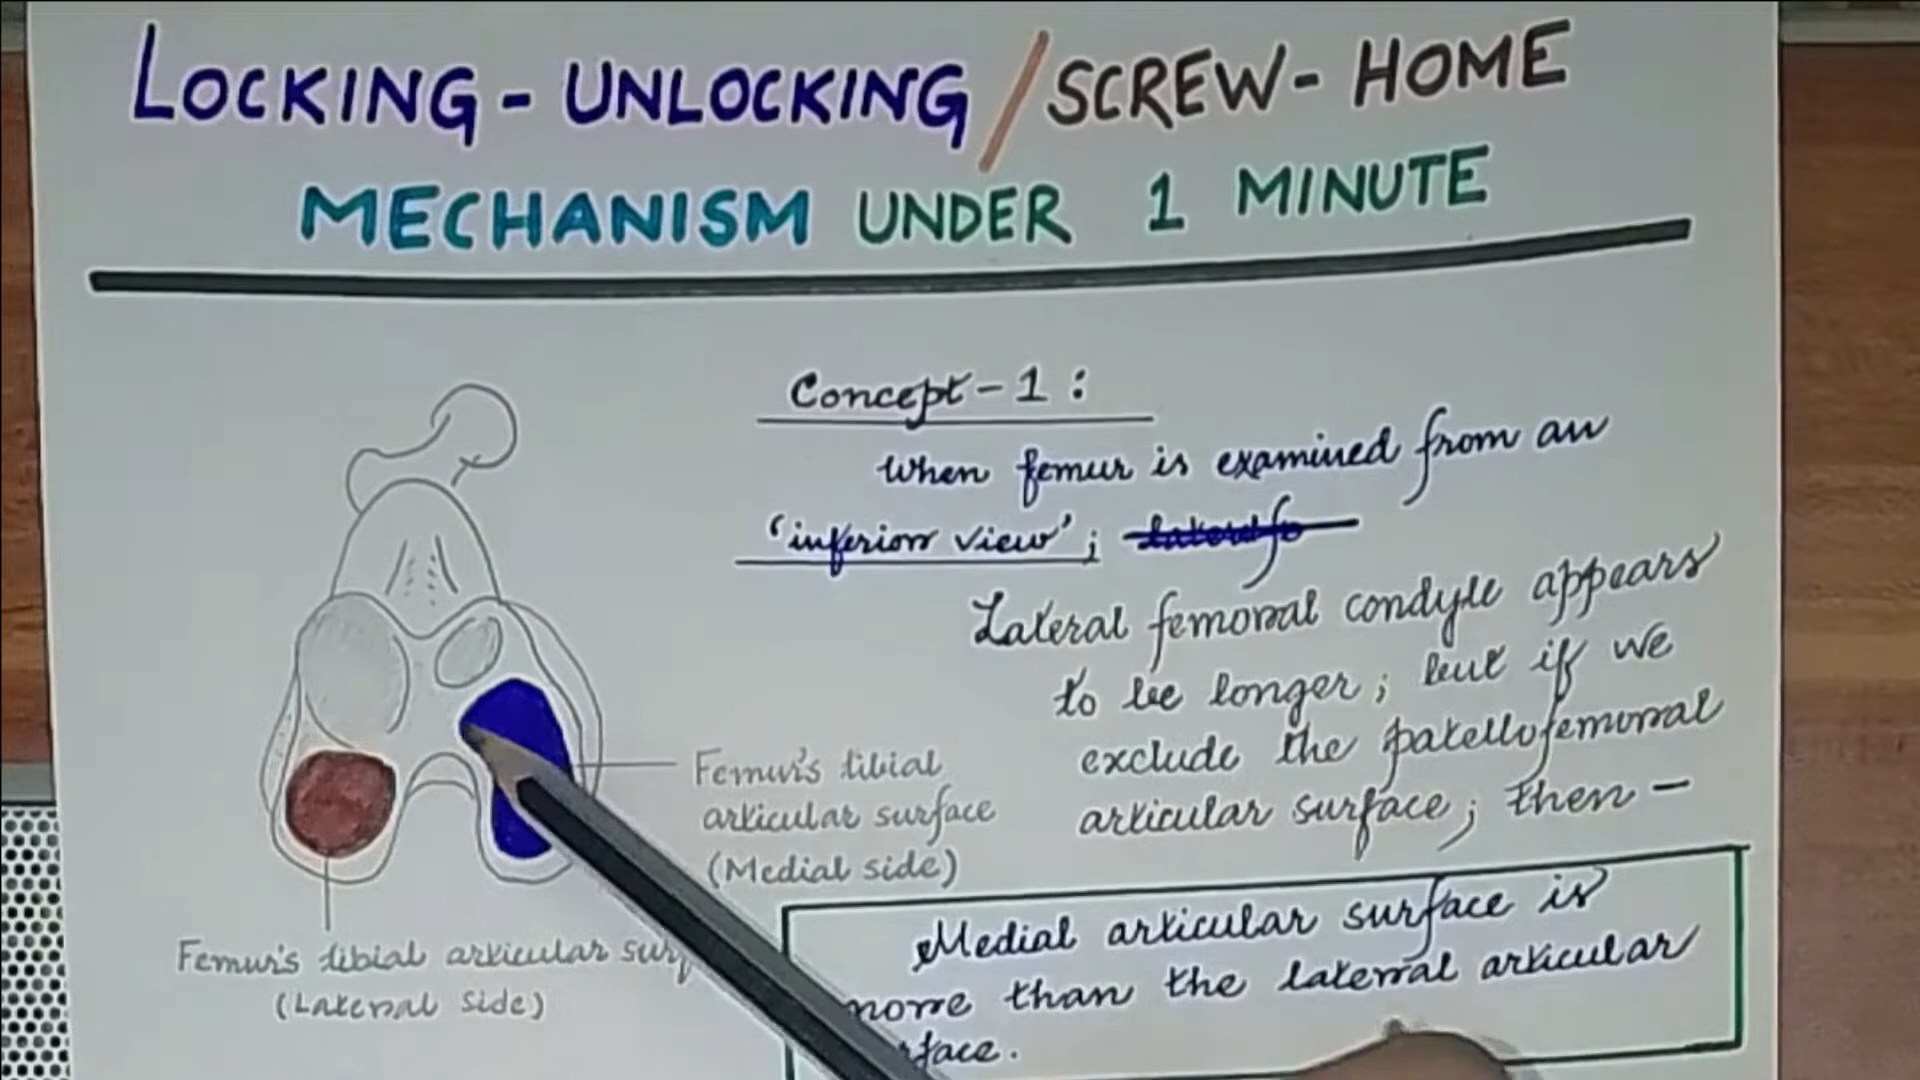 LOCKING - UNLOCKING / SCREW - HOME
MECHANISM UNDER 1 MINUTE
Concept - 1 :
When femur is examined from an
'inferior view' ;
Lateral femoral condyle appears
to be longer ; but if we
exclude the patellofemoral
articular surface ; then —
Medial articular surface is
more than the lateral articular
Femur's tibial
articular surface
(Medial side)
Femur's tibial articular
(Lateral side)